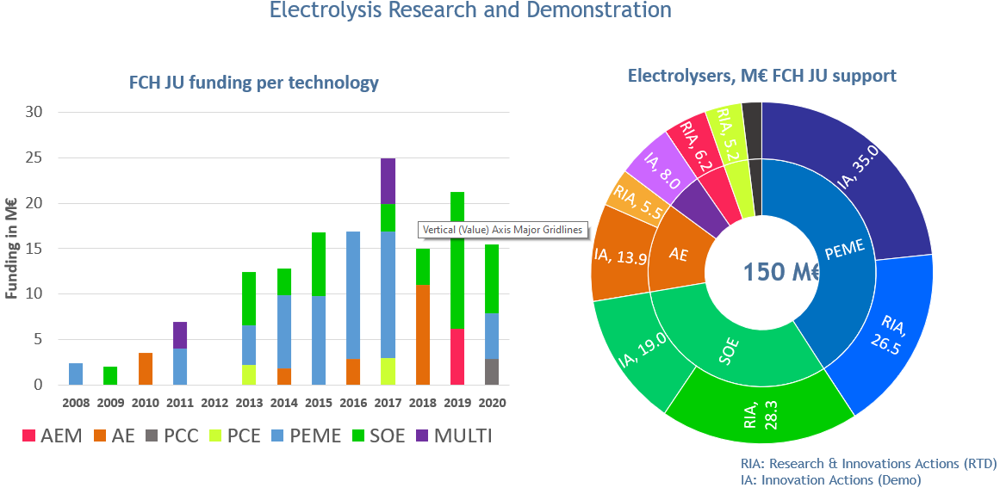 Electrolysis Research and Demonstration
FCH JU funding per technology
Funding in M€
30
25
20
15
10
5
0
2008 2009 2010 2011 2012 2013 2014 2015 2016 2017 2018 2019 2020
AEM AE PCC PCE PEME SOE MULTI
Vertical (Value) Axis Major Gridlines
Electrolysers, M€ FCH JU support
IA, 35.0
RIA,
26.5
RIA,
28.3
IA, 19.0
IA, 13.9
RIA, 5.5
IA, 8.0
RIA, 6.2
RIA, 5.2
PEME
SOE
AE
150 M€
RIA: Research & Innovations Actions (RTD)
IA: Innovation Actions (Demo)